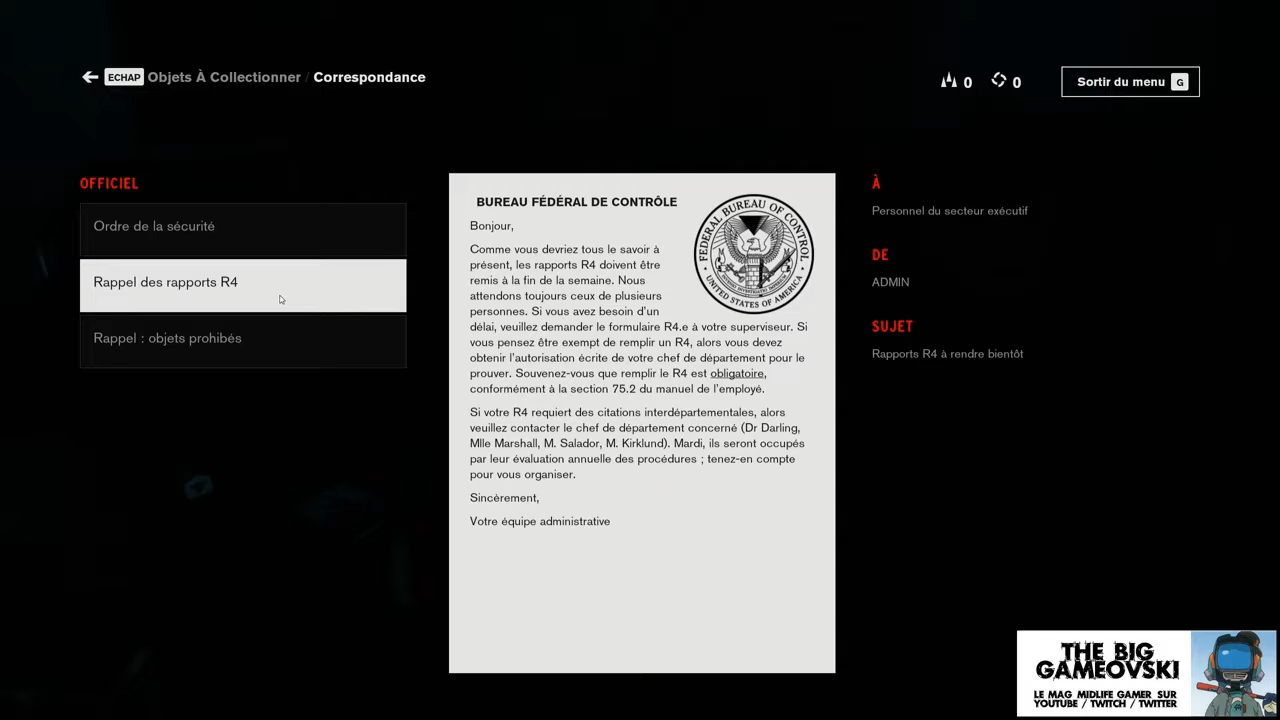 ECHAP Objets À Collectionner / Correspondance
0 0
Sortir du menu G
OFFICIEL
Ordre de la sécurité
Rappel des rapports R4
Rappel : objets prohibés
BUREAU FÉDÉRAL DE CONTRÔLE
FEDERAL BUREAU OF CONTROL
UNITED STATES OF AMERICA
Bonjour,
Comme vous devriez tous le savoir à
présent, les rapports R4 doivent être
remis à la fin de la semaine. Nous
attendons toujours ceux de plusieurs
personnes. Si vous avez besoin d'un
délai, veuillez demander le formulaire R4.e à votre superviseur. Si
vous pensez être exempt de remplir un R4, alors vous devez
obtenir l'autorisation écrite de votre chef de département pour le
prouver. Souvenez-vous que remplir le R4 est obligatoire,
conformément à la section 75.2 du manuel de l'employé.
Si votre R4 requiert des citations interdépartementales, alors
veuillez contacter le chef de département concerné (Dr Darling,
Mlle Marshall, M. Salador, M. Kirklund). Mardi, ils seront occupés
par leur évaluation annuelle des procédures ; tenez-en compte
pour vous organiser.
Sincèrement,
Votre équipe administrative
À
Personnel du secteur exécutif
DE
ADMIN
SUJET
Rapports R4 à rendre bientôt
THE BIG
GAMEOVSKI
LE MAG MIDLIFE GAMER SUR
YOUTUBE / TWITCH / TWITTER